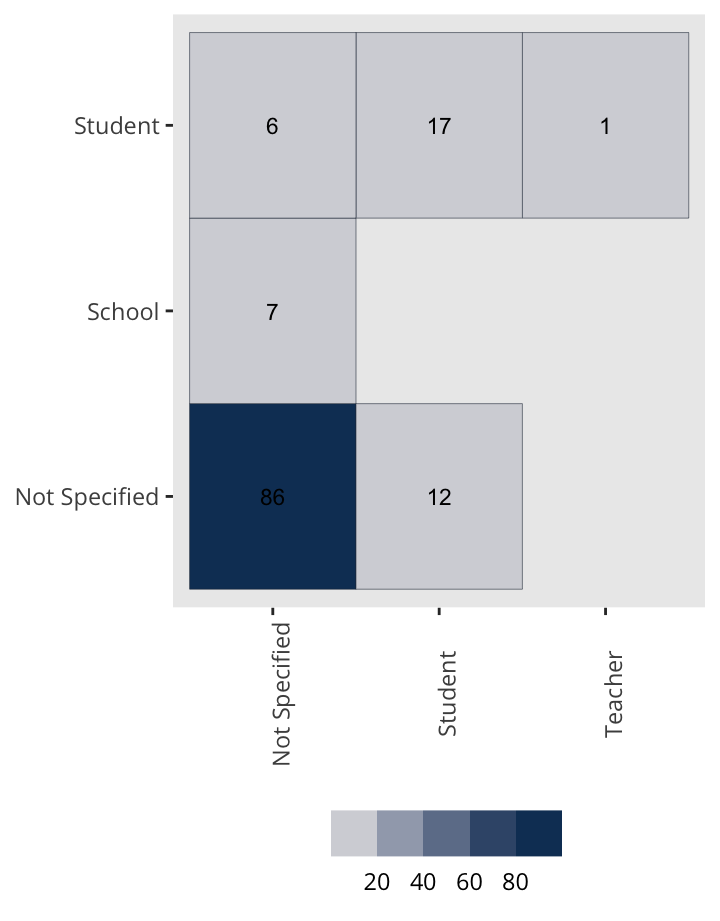 Student 6 17 1
School 7
Not Specified 86 12
Not Specified Student Teacher
20 40 60 80